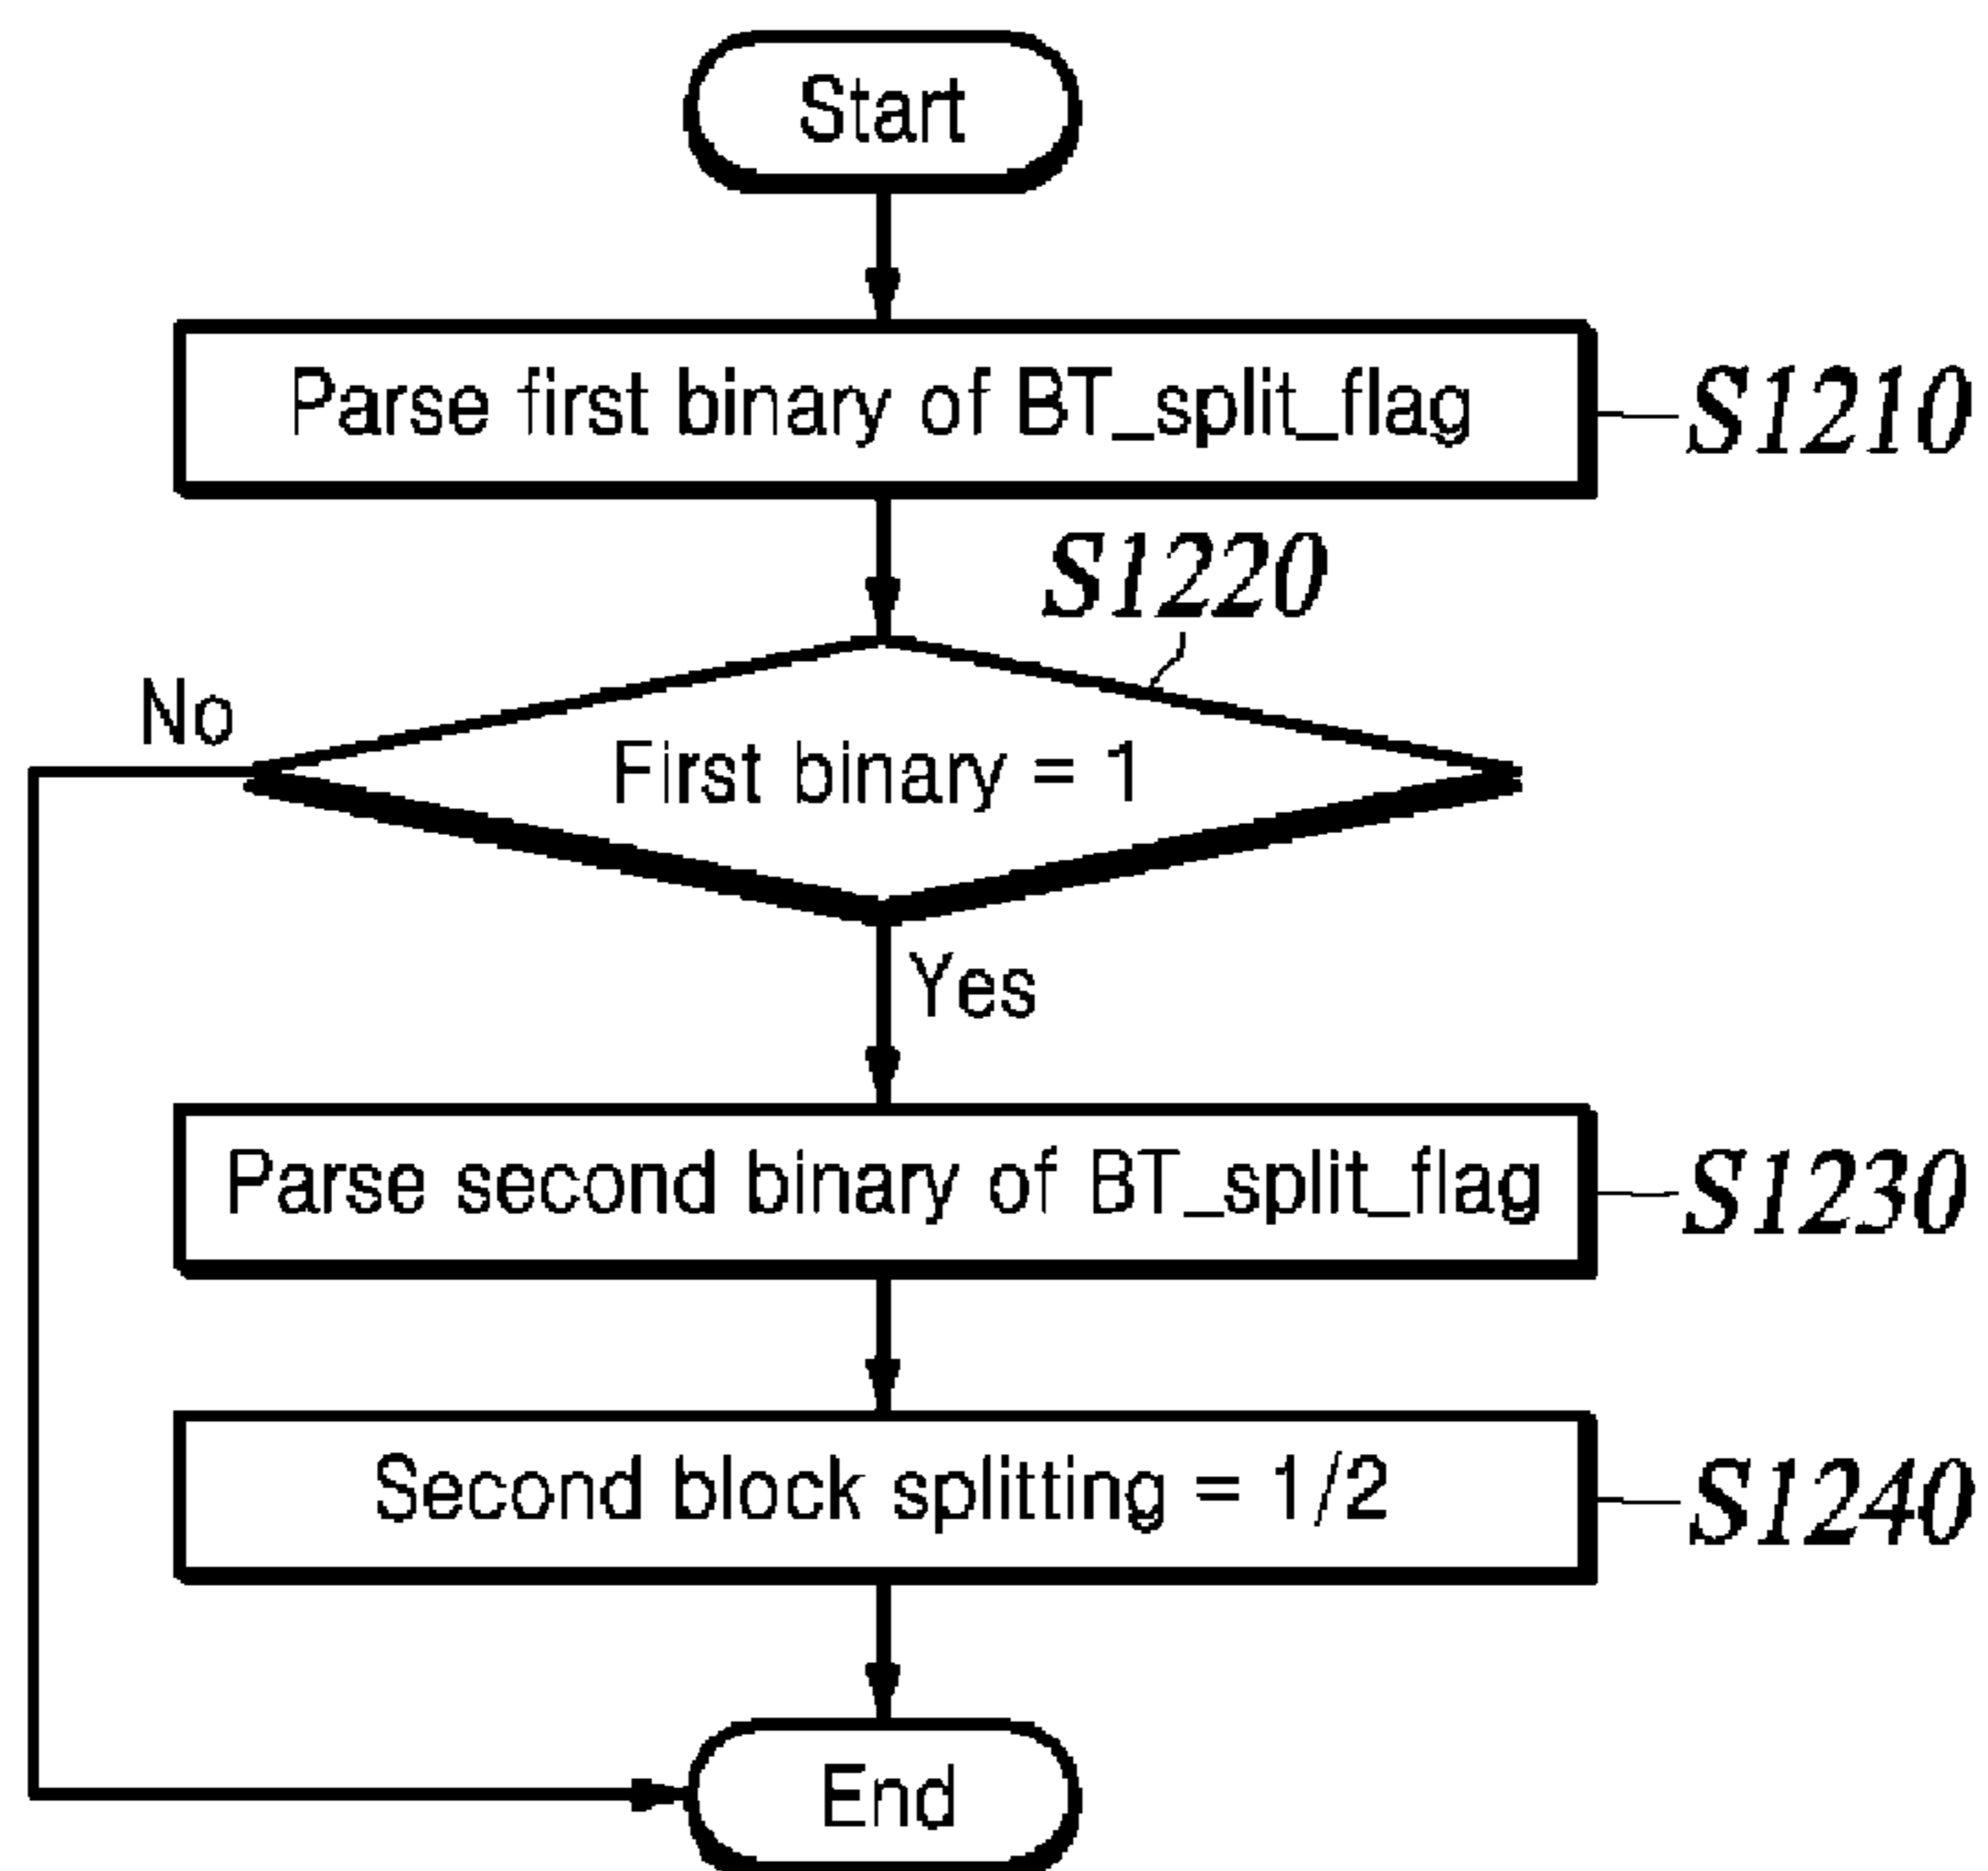 Start
Parse first binary of BT_split_flag
S1210
S1220
No
First binary = 1
Yes
Parse second binary of BT_split_flag
S1230
Second block splitting = 1/2
S1240
End